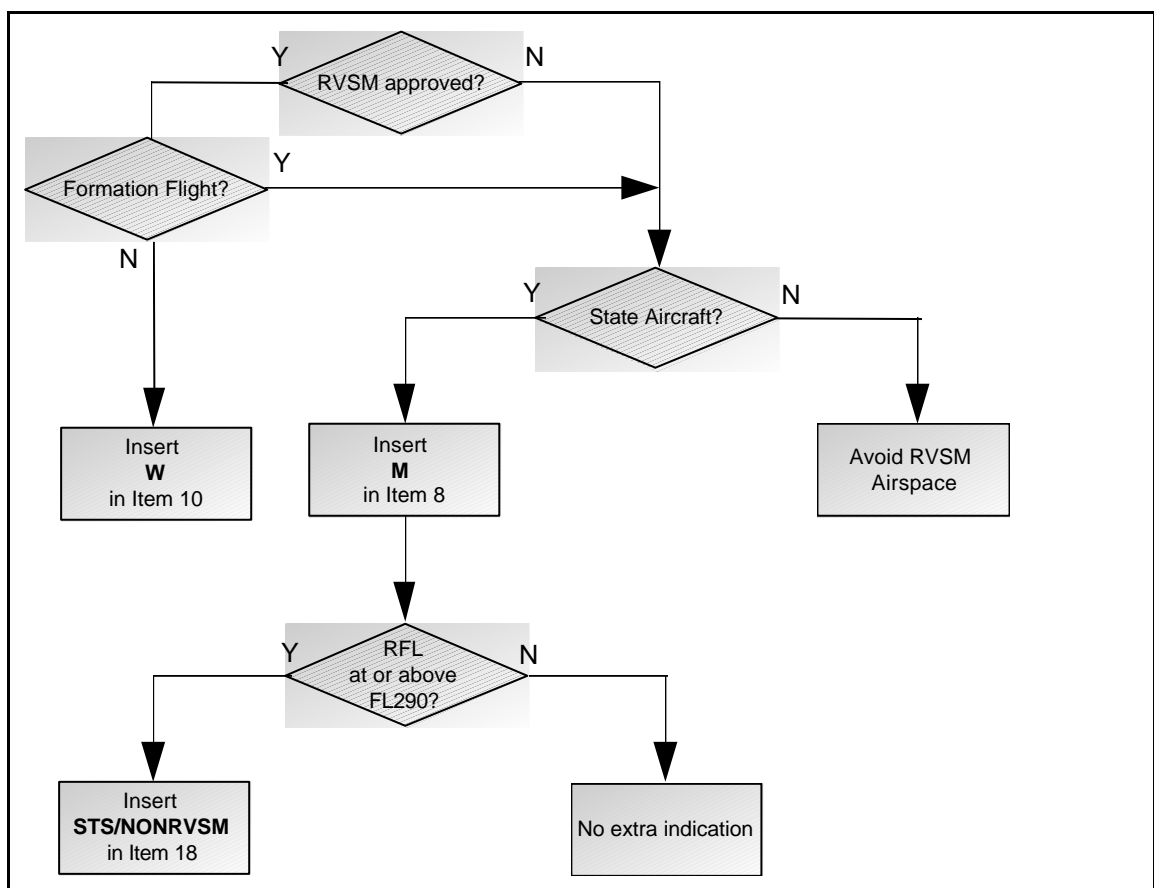 Y
RVSM approved?
N
Formation Flight?
Y
N
Y
State Aircraft?
N
Insert
W
in Item 10
Insert
M
in Item 8
Avoid RVSM
Airspace
Y
RFL
at or above
FL290?
N
Insert
STS/NONRVSM
in Item 18
No extra indication